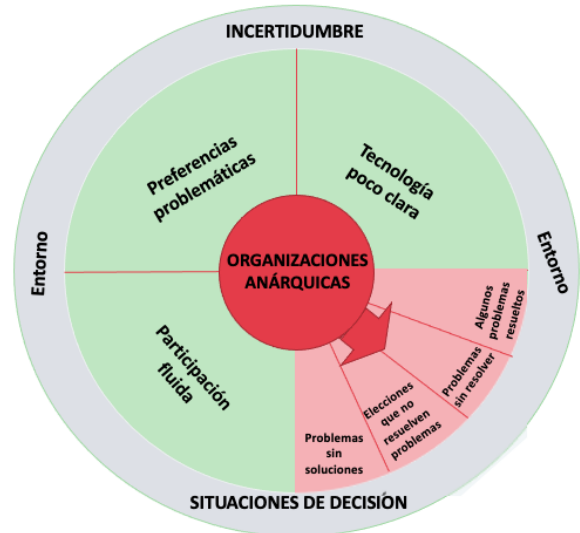 INCERTIDUMBRE
Preferencias
problemáticas
Tecnología
poco clara
Entorno
Entorno
ORGANIZACIONES
ANÁRQUICAS
Participación
fluida
Algunos
problemas
resueltos
Problemas
sin resolver
Elecciones
que no
resuelven
problemas
Problemas
sin
soluciones
SITUACIONES DE DECISIÓN